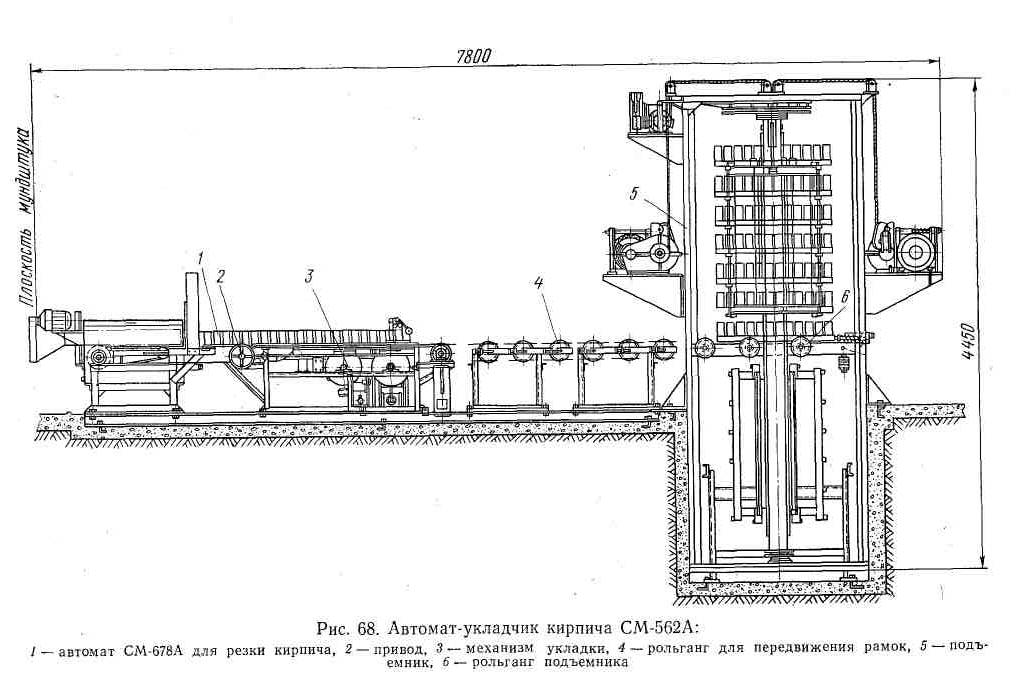 7800
Плоскость мундштука
1
2
3
4
5
6
4450
Рис. 68. Автомат-укладчик кирпича СМ-562А:
1 — автомат СМ-678А для резки кирпича, 2 — привод, 3 — механизм укладки, 4 — рольганг для передвижения рамок, 5 — подъ-
емник, 6 — рольганг подъемника